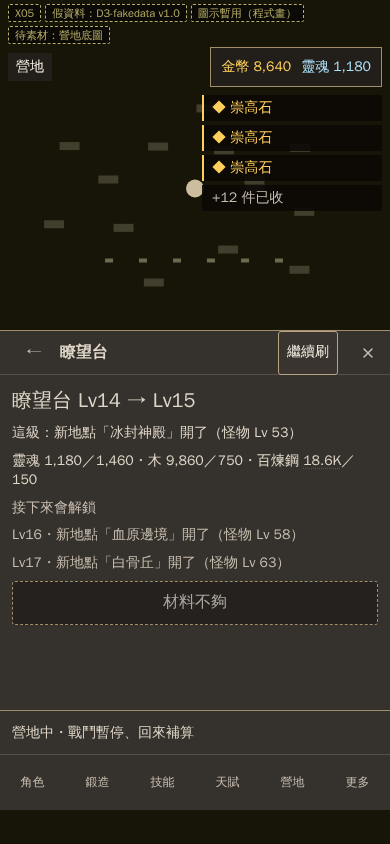 X05 假資料：D3-fakedata v1.0 圖示暫用（程式畫）
待素材：營地底圖
營地
金幣 8,640 靈魂 1,180
◆ 崇高石
◆ 崇高石
◆ 崇高石
+12 件已收
← 瞭望台 繼續刷 ×
瞭望台 Lv14 → Lv15
這級：新地點「冰封神殿」開了（怪物 Lv 53）
靈魂 1,180／1,460・木 9,860／750・百煉鋼 18.6K／
150
接下來會解鎖
Lv16・新地點「血原邊境」開了（怪物 Lv 58）
Lv17・新地點「白骨丘」開了（怪物 Lv 63）
材料不夠
營地中・戰鬥暫停、回來補算
角色 鍛造 技能 天賦 營地 更多